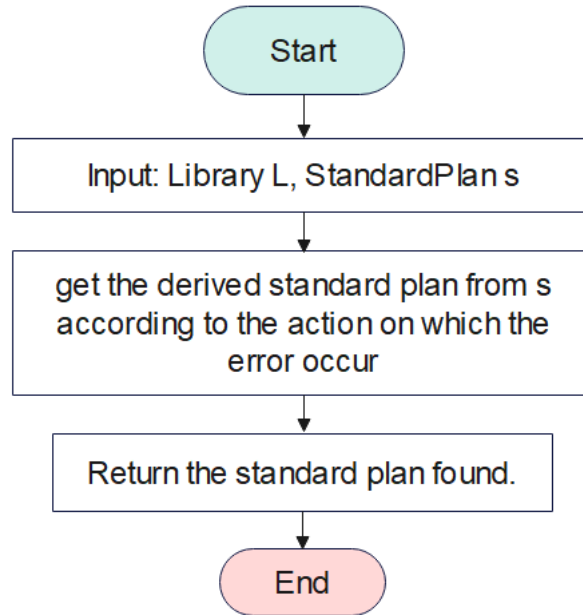 Start
Input: Library L, StandardPlan s
get the derived standard plan from s
according to the action on which the
error occur
Return the standard plan found.
End